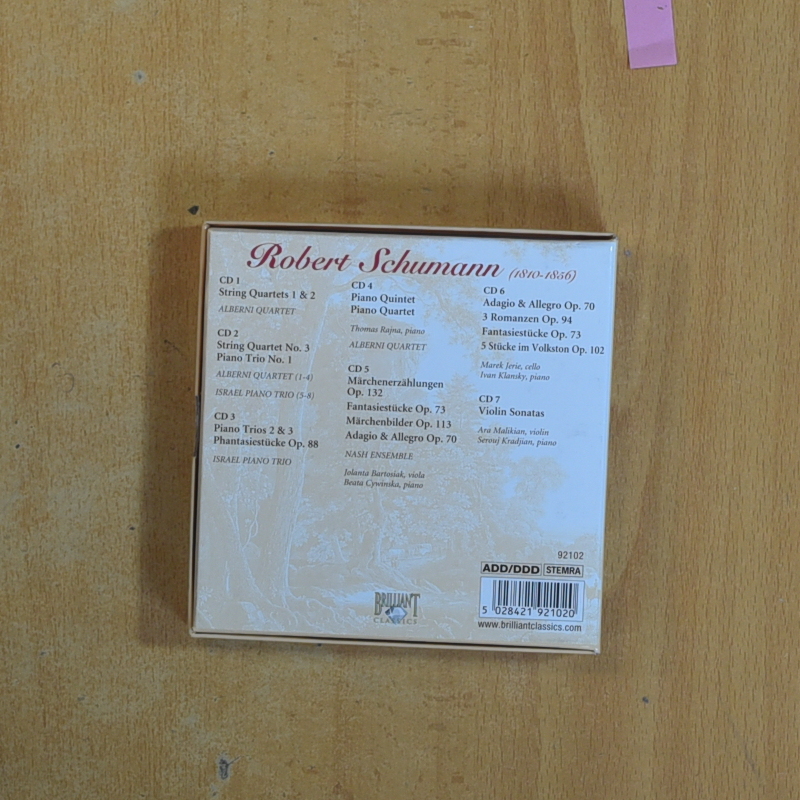 Robert Schumann (1810-1856)
CD 1
String Quartets 1 & 2
ALBERNI QUARTET
CD 2
String Quartet No. 3
Piano Trio No. 1
ALBERNI QUARTET (1-4)
ISRAEL PIANO TRIO (5-8)
CD 3
Piano Trios 2 & 3
Phantasiestücke Op. 88
ISRAEL PIANO TRIO
CD 4
Piano Quintet
Piano Quartet
Thomas Rajna, piano
ALBERNI QUARTET
CD 5
Märchenerzählungen
Op. 132
Fantasiestücke Op. 73
Märchenbilder Op. 113
Adagio & Allegro Op. 70
NASH ENSEMBLE
Jolanta Bartosiak, viola
Beata Cywinska, piano
CD 6
Adagio & Allegro Op. 70
3 Romanzen Op. 94
Fantasiestücke Op. 73
5 Stücke im Volkston Op. 102
Marek Jerie, cello
Ivan Klansky, piano
CD 7
Violin Sonatas
Ara Malikian, violin
Serouj Kradjian, piano
92102
ADD/DDD STEMRA
5 028421 921020
www.brilliantclassics.com
BRILLIANT
CLASSICS